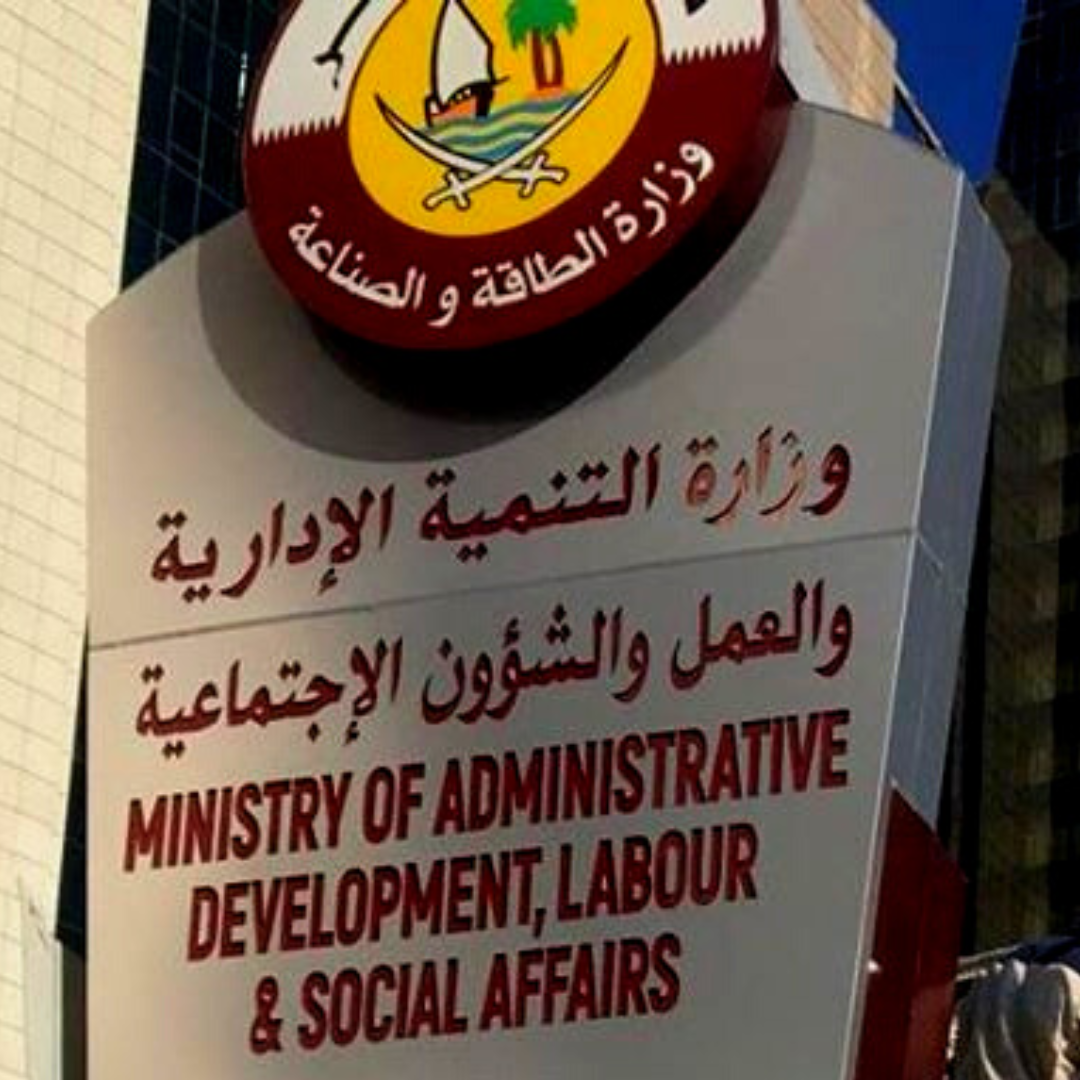 وزارة الطاقة و الصناعة
وزارة التنمية الإدارية
والعمل والشؤون الإجتماعية
MINISTRY OF ADMINISTRATIVE
DEVELOPMENT, LABOUR
& SOCIAL AFFAIRS